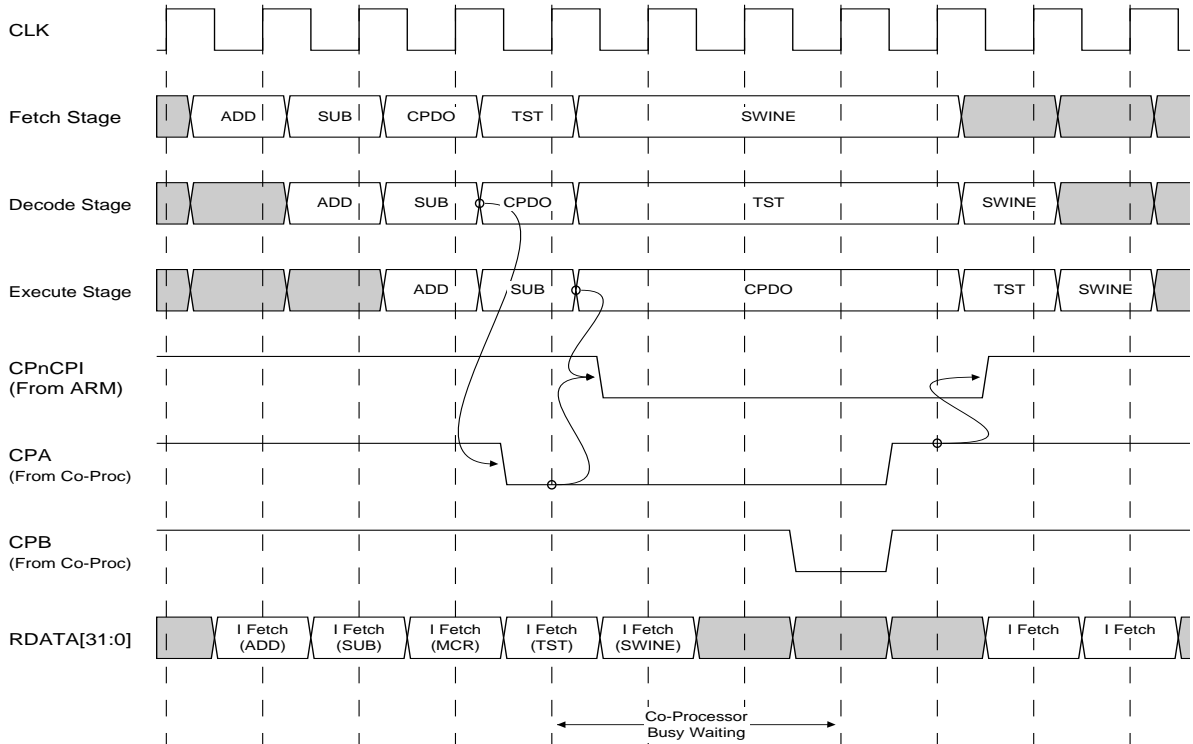 CLK
Fetch Stage
ADD
SUB
CPDO
TST
SWINE
Decode Stage
ADD
SUB
CPDO
TST
SWINE
Execute Stage
ADD
SUB
CPDO
TST
SWINE
CPnCPI
(From ARM)
CPA
(From Co-Proc)
CPB
(From Co-Proc)
RDATA[31:0]
I Fetch
(ADD)
I Fetch
(SUB)
I Fetch
(MCR)
I Fetch
(TST)
I Fetch
(SWINE)
I Fetch
I Fetch
Co-Processor
Busy Waiting